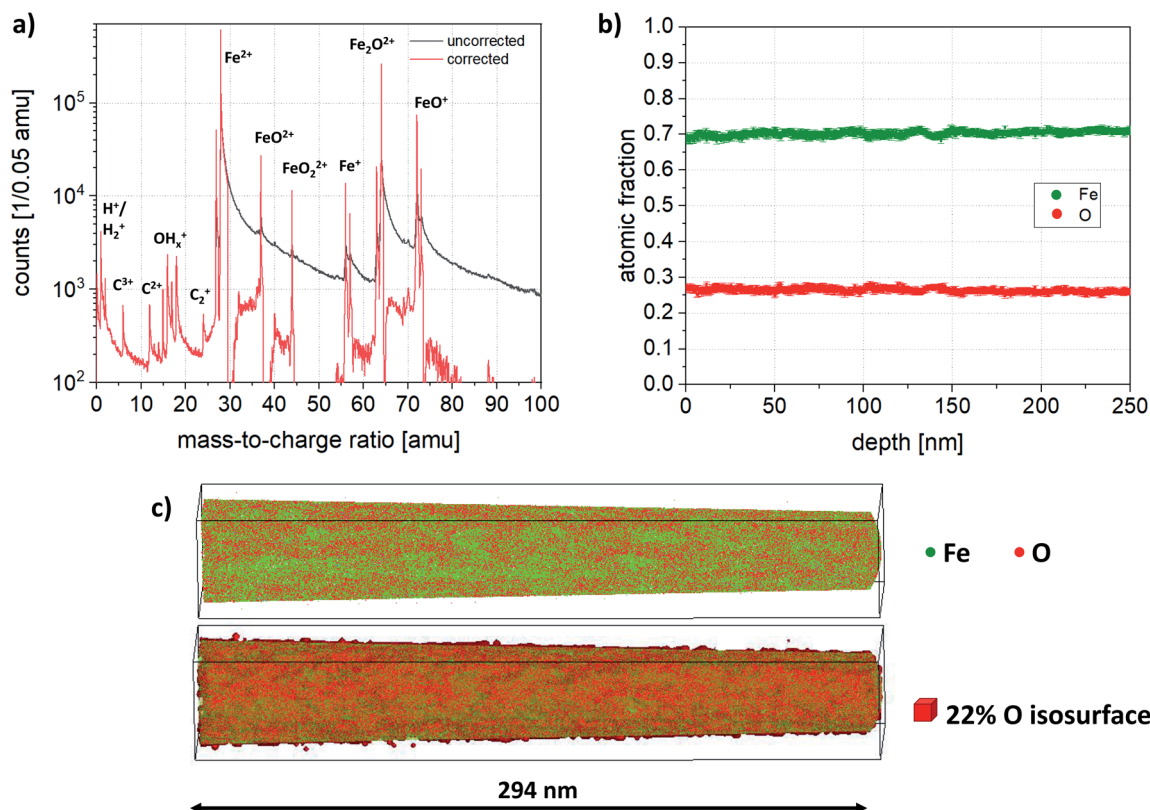 a)
Fe²⁺
Fe₂O²⁺
uncorrected
corrected
FeO⁺
FeO²⁺
FeO₂²⁺
Fe⁺
H⁺/
H₂⁺
OHₓ⁺
C³⁺
C²⁺
C₂⁺
counts [1/0.05 amu]
10⁵
10⁴
10³
10²
0 10 20 30 40 50 60 70 80 90 100
mass-to-charge ratio [amu]
b)
atomic fraction
1.0
0.9
0.8
0.7
0.6
0.5
0.4
0.3
0.2
0.1
0.0
Fe
O
0 50 100 150 200 250
depth [nm]
c)
Fe O
22% O isosurface
294 nm